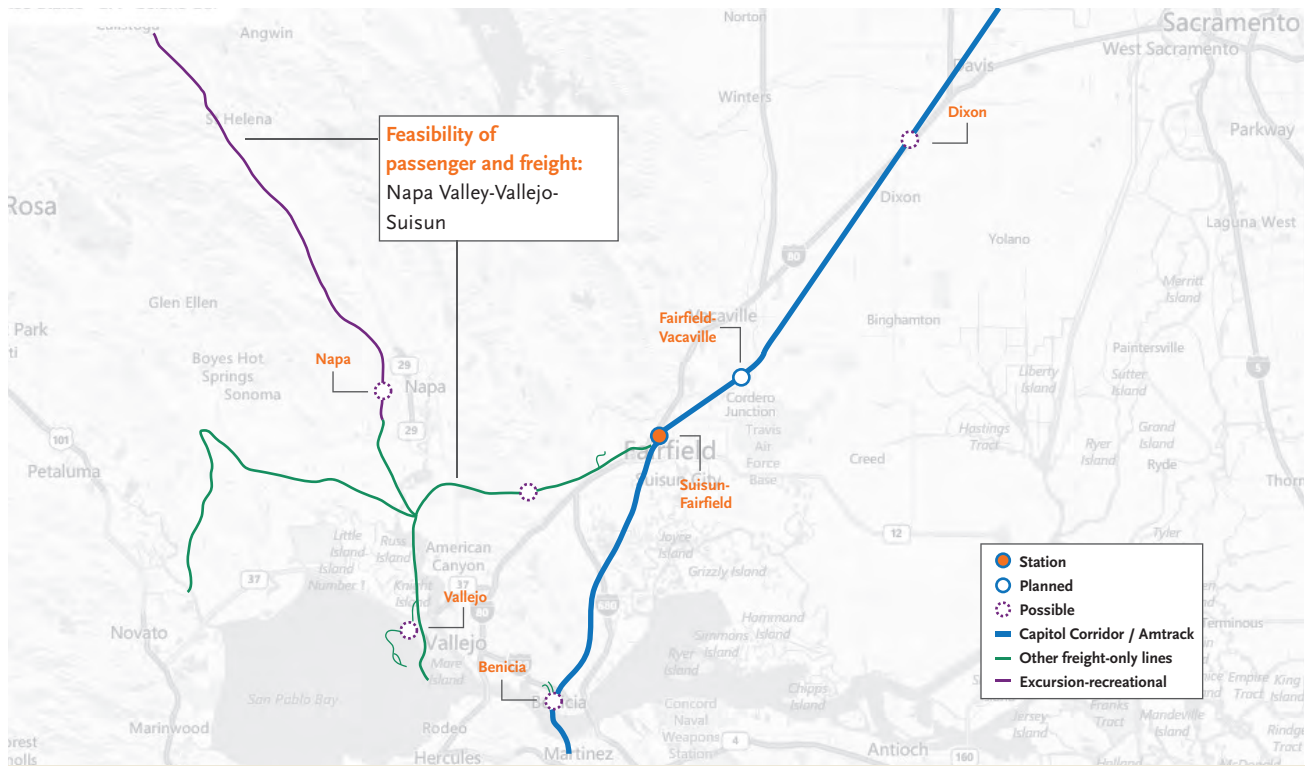 Sacramento
Calistoga
Angwin
Norton
West Sacramento
Davis
Winters
St Helena
Dixon
Parkway
Feasibility of
passenger and freight:
Napa Valley-Vallejo-
Suisun
Rosa
Dixon
Laguna West
Yolano
80
Merritt
Island
Glen Ellen
Park
Fairfield-
Vacaville
Vacaville
Binghamton
Boyes Hot
Springs
Sonoma
Napa
29
Napa
Paintersville
Sutter
Island
Liberty
Island
5
Cordero
Junction
Travis
Air
Force
Base
29
101
Petaluma
Hastings
Tract
Grand
Island
Ryer
Island
Ryde
Fairfield
Suisun City
Suisun-
Fairfield
Creed
Thorn
Little
Island
Island
Number 1
Russ
Island
American
Canyon
Joyce
Island
12
Tyler
37
Knight
Island
37
Grizzly Island
Vallejo
80
680
Station
Planned
Possible
Capitol Corridor / Amtrack
Other freight-only lines
Excursion-recreational
Terminous
Novato
Vallejo
Mare
Island
Hammond
Island
Simmons
Island
Ryer
Island
Benicia
Benicia
Chipps
Island
San Pablo Bay
Concord
Naval
Weapons
Station
Empire
Tract
King
Island
Jersey
Island
Franks
Tract
Mandeville
Island
Marinwood
Rodeo
Hercules
Martinez
4
Antioch
160